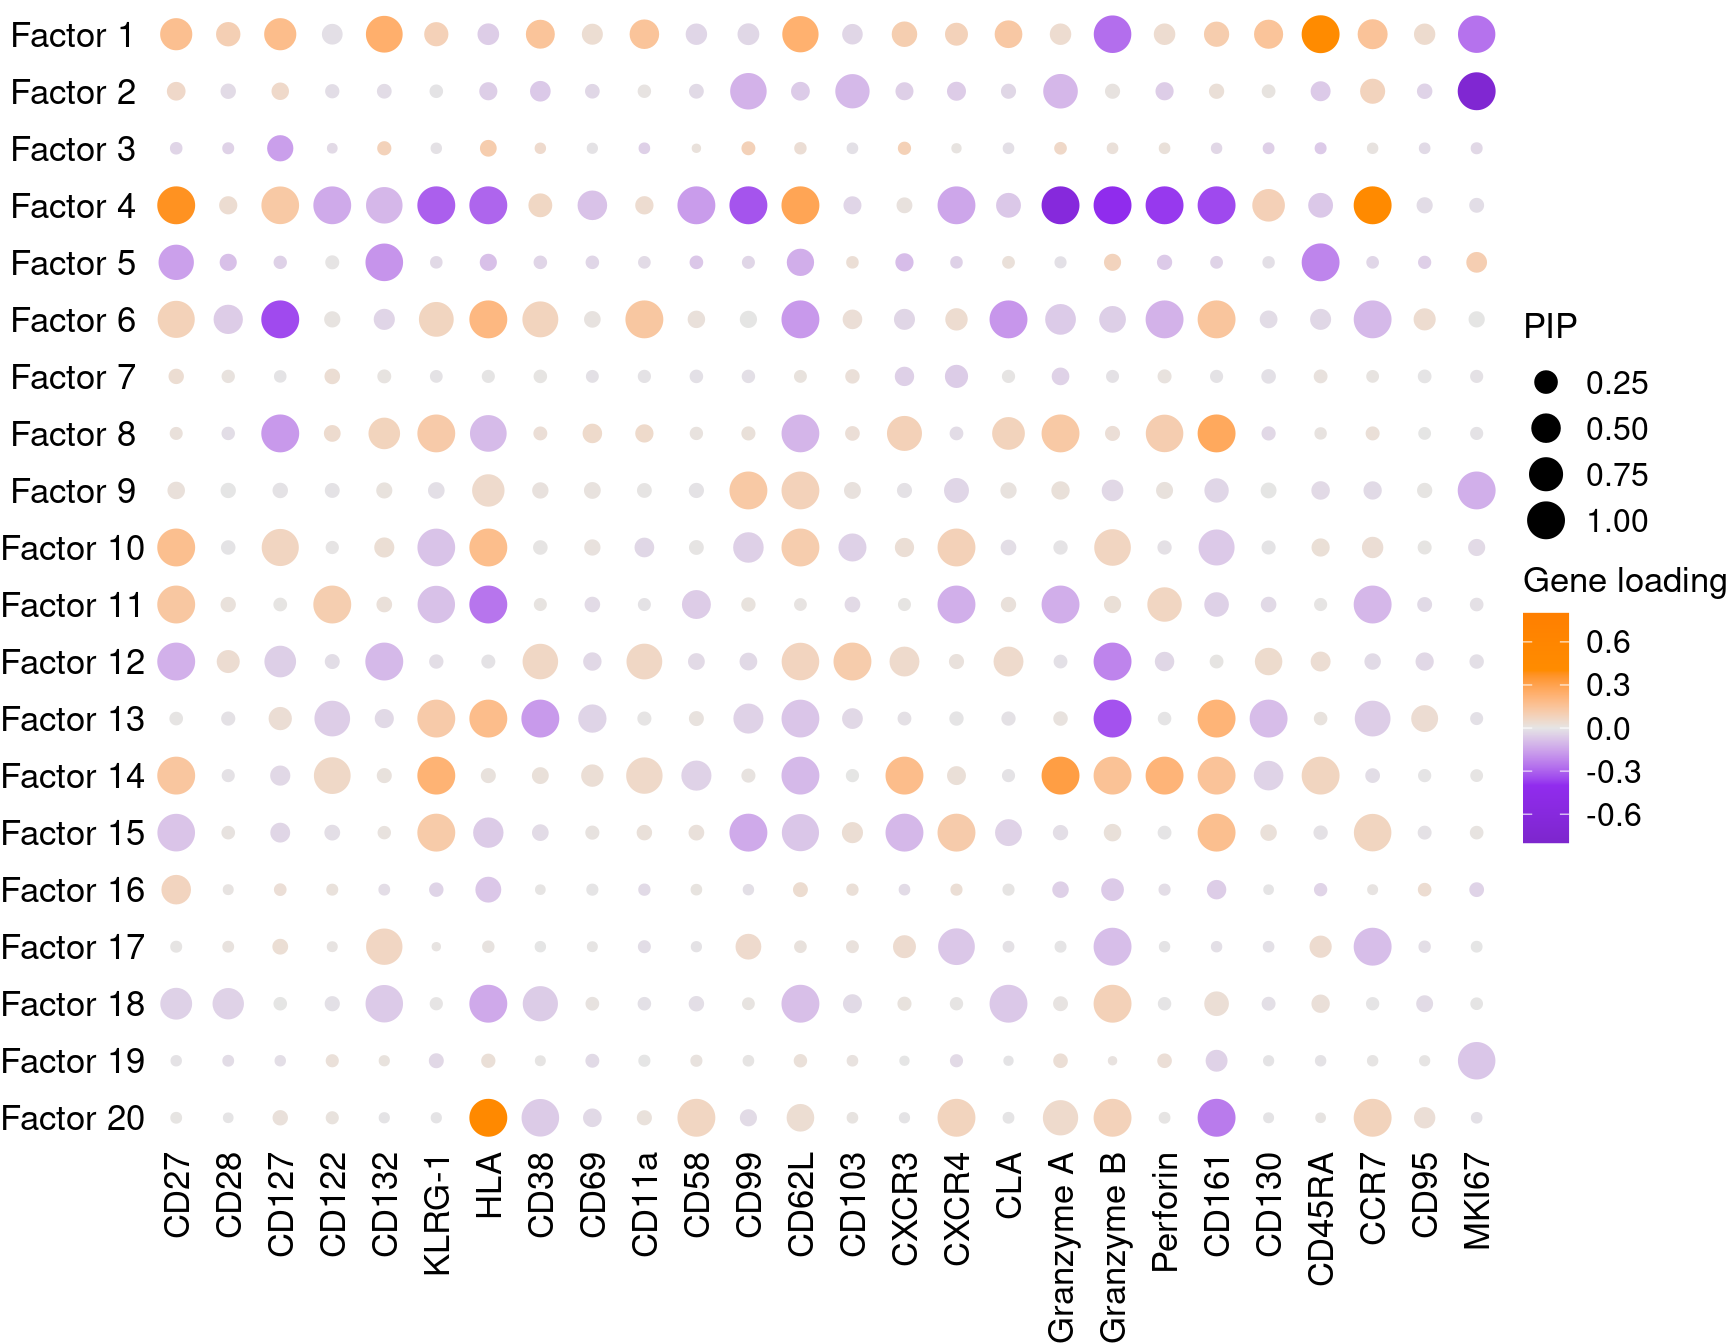 Factor 1
Factor 2
Factor 3
Factor 4
Factor 5
Factor 6
Factor 7
Factor 8
Factor 9
Factor 10
Factor 11
Factor 12
Factor 13
Factor 14
Factor 15
Factor 16
Factor 17
Factor 18
Factor 19
Factor 20
CD27
CD28
CD127
CD122
CD132
KLRG-1
HLA
CD38
CD69
CD11a
CD58
CD99
CD62L
CD103
CXCR3
CXCR4
CLA
Granzyme A
Granzyme B
Perforin
CD161
CD130
CD45RA
CCR7
CD95
MKI67
PIP
0.25
0.50
0.75
1.00
Gene loading
0.6
0.3
0.0
-0.3
-0.6